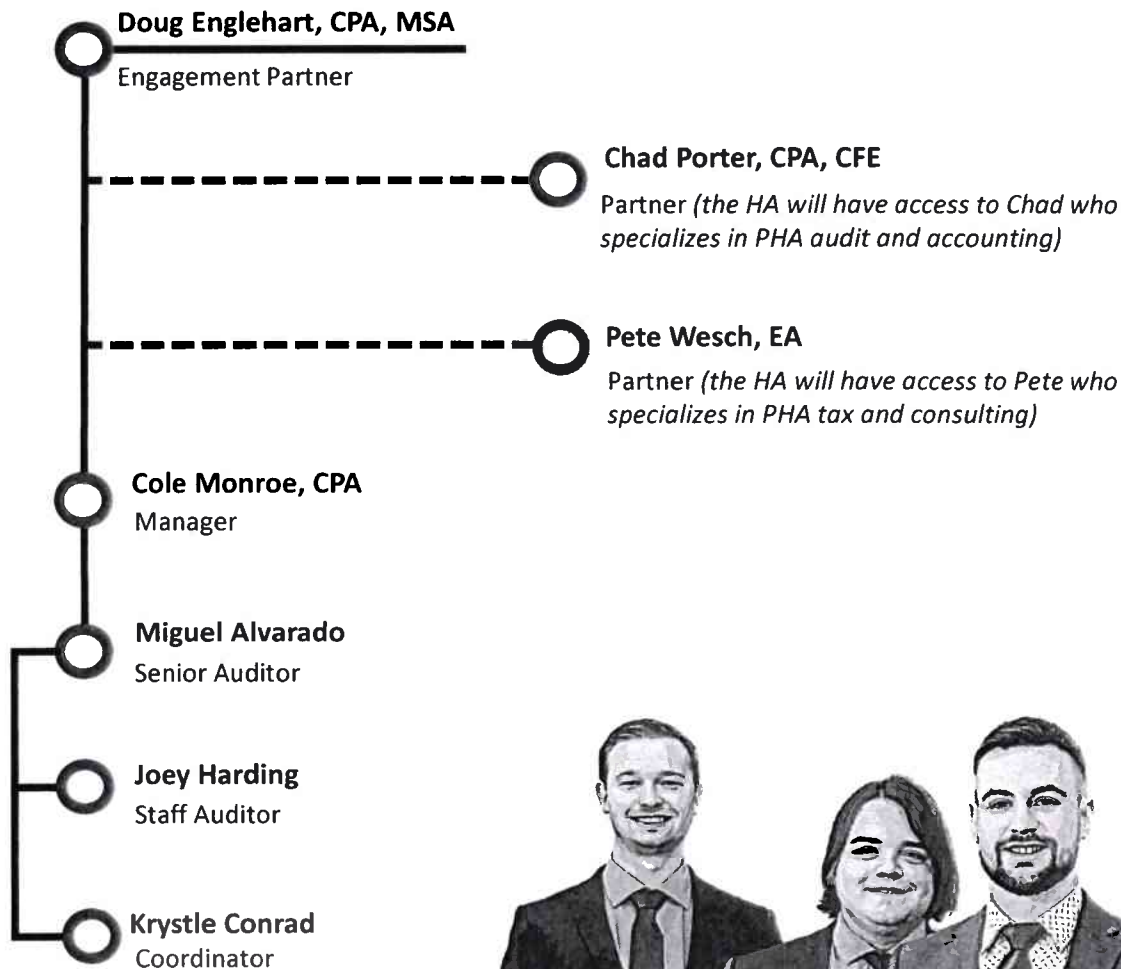 Doug Englehart, CPA, MSA
Engagement Partner
Chad Porter, CPA, CFE
Partner (the HA will have access to Chad who
specializes in PHA audit and accounting)
Pete Wesch, EA
Partner (the HA will have access to Pete who
specializes in PHA tax and consulting)
Cole Monroe, CPA
Manager
Miguel Alvarado
Senior Auditor
Joey Harding
Staff Auditor
Krystle Conrad
Coordinator